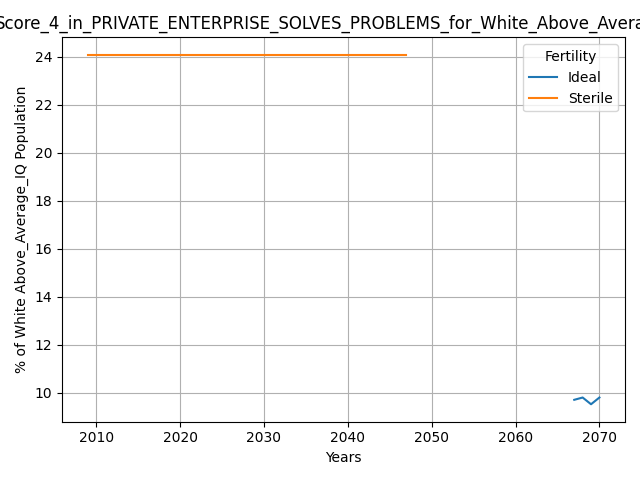 Score_4_in_PRIVATE_ENTERPRISE_SOLVES_PROBLEMS_for_White_Above_Avera
Fertility
Ideal
Sterile
% of White Above_Average_IQ Population
24
22
20
18
16
14
12
10
2010 2020 2030 2040 2050 2060 2070
Years